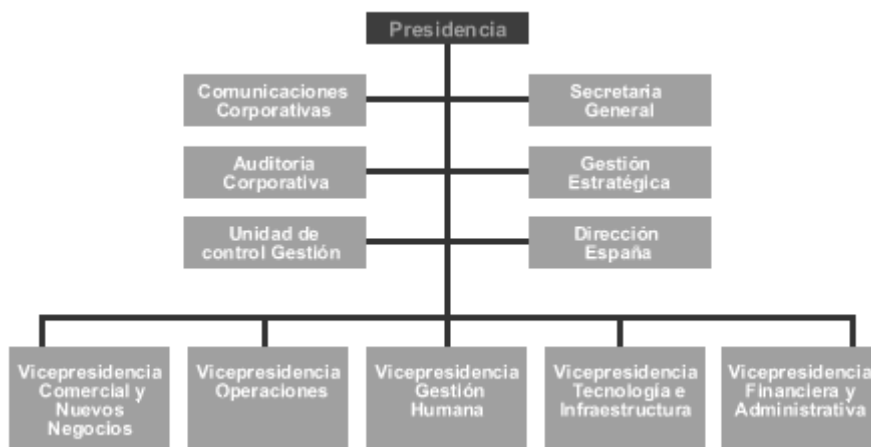 Presidencia
Comunicaciones
Corporativas
Secretaria
General
Auditoria
Corporativa
Gestión
Estratégica
Unidad de
control Gestión
Dirección
España
Vicepresidencia
Comercial y
Nuevos
Negocios
Vicepresidencia
Operaciones
Vicepresidencia
Gestión
Humana
Vicepresidencia
Tecnología e
Infraestructura
Vicepresidencia
Financiera y
Administrativa